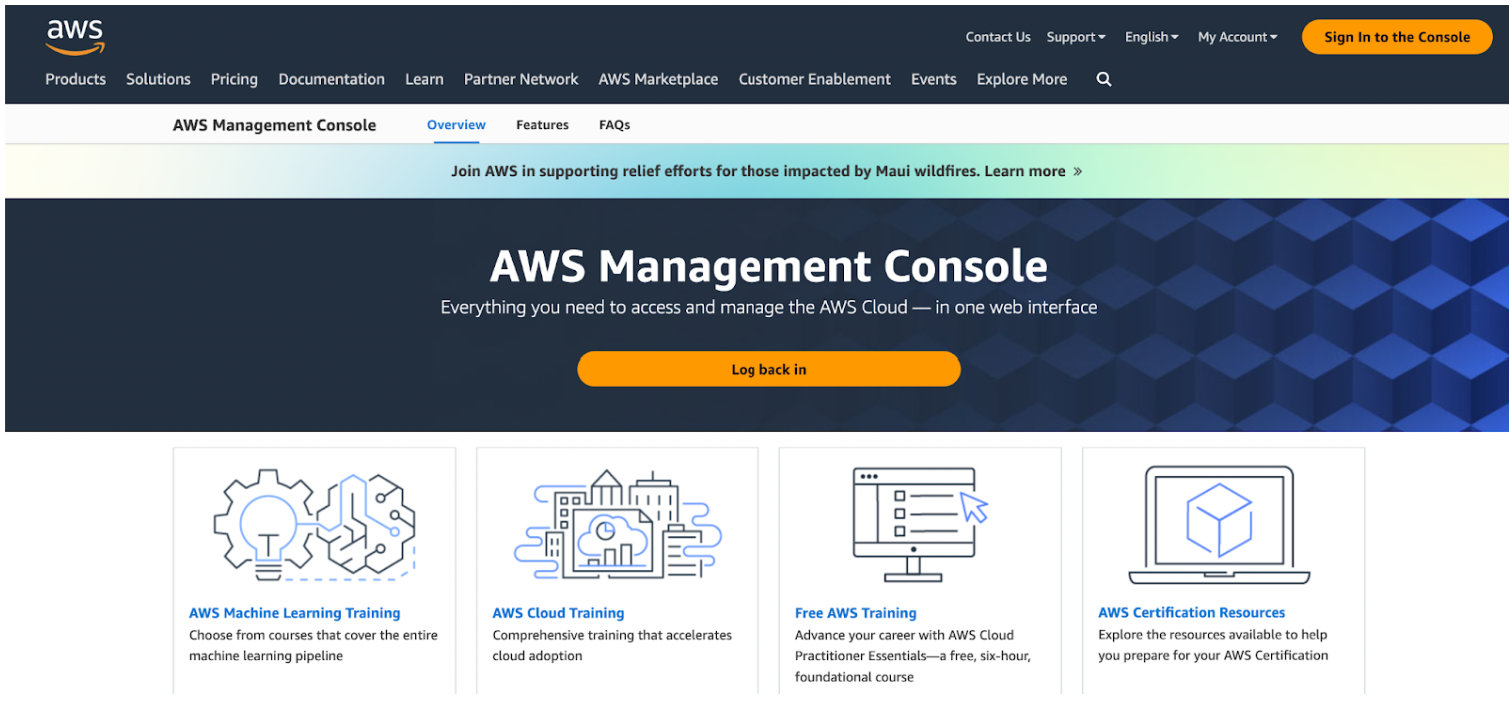 aws
Contact Us Support English My Account Sign In to the Console
Products Solutions Pricing Documentation Learn Partner Network AWS Marketplace Customer Enablement Events Explore More
AWS Management Console Overview Features FAQs
Join AWS in supporting relief efforts for those impacted by Maui wildfires. Learn more »
AWS Management Console
Everything you need to access and manage the AWS Cloud — in one web interface
Log back in
AWS Machine Learning Training
Choose from courses that cover the entire
machine learning pipeline
AWS Cloud Training
Comprehensive training that accelerates
cloud adoption
Free AWS Training
Advance your career with AWS Cloud
Practitioner Essentials—a free, six-hour,
foundational course
AWS Certification Resources
Explore the resources available to help
you prepare for your AWS Certification